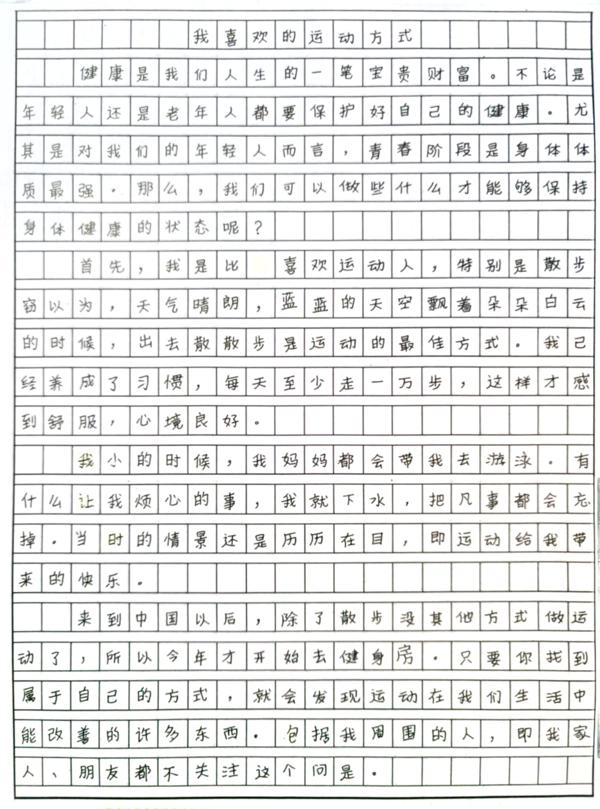 我喜欢的运动方式
健康是我们人生的一笔宝贵财富。不论是
年轻人还是老年人都要保护好自己的健康。尤
其是对我们的年轻人而言，青春阶段是身体体
质最强。那么，我们可以做些什么才能够保持
身体健康的状态呢？
首先，我是比 喜欢运动人，特别是散步
窃以为，天气晴朗，蓝蓝的天空飘着朵朵白云
的时候，出去散散步是运动的最佳方式。我已
经养成了习惯，每天至少走一万步，这样才感
到舒服，心境良好。
我小的时候，我妈妈都会带我去游泳。有
什么让我烦心的事，我就下水，把凡事都会忘
掉。当时的情景还是历历在目，即运动给我带
来的快乐。
来到中国以后，除了散步没其他方式做运
动了，所以今年才开始去健身房。只要你找到
属于自己的方式，就会发现运动在我们生活中
能改善的许多东西。包括我周围的人，即我家
人、朋友都不关注这个问是。